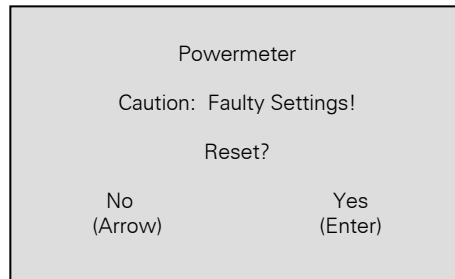 Powermeter
Caution: Faulty Settings!
Reset?
No Yes
(Arrow) (Enter)